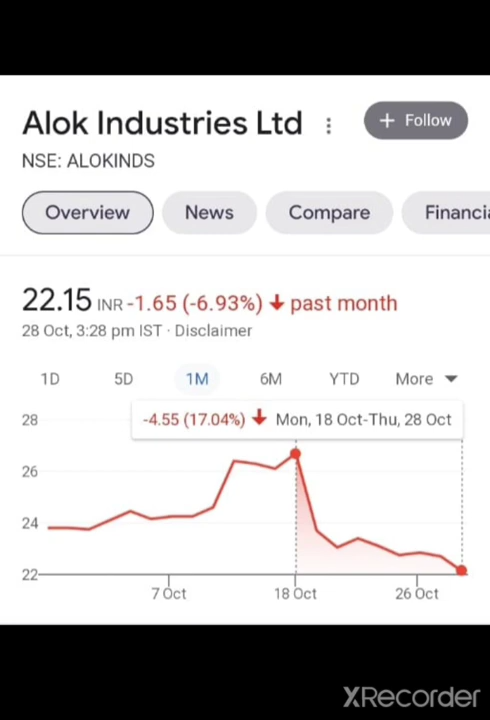 Alok Industries Ltd
+ Follow
NSE: ALOKINDS
Overview News Compare Financia
22.15 INR -1.65 (-6.93%) past month
28 Oct, 3:28 pm IST · Disclaimer
1D 5D 1M 6M YTD More
-4.55 (17.04%) Mon, 18 Oct-Thu, 28 Oct
28
26
24
22
7 Oct 18 Oct 26 Oct
XRecorder